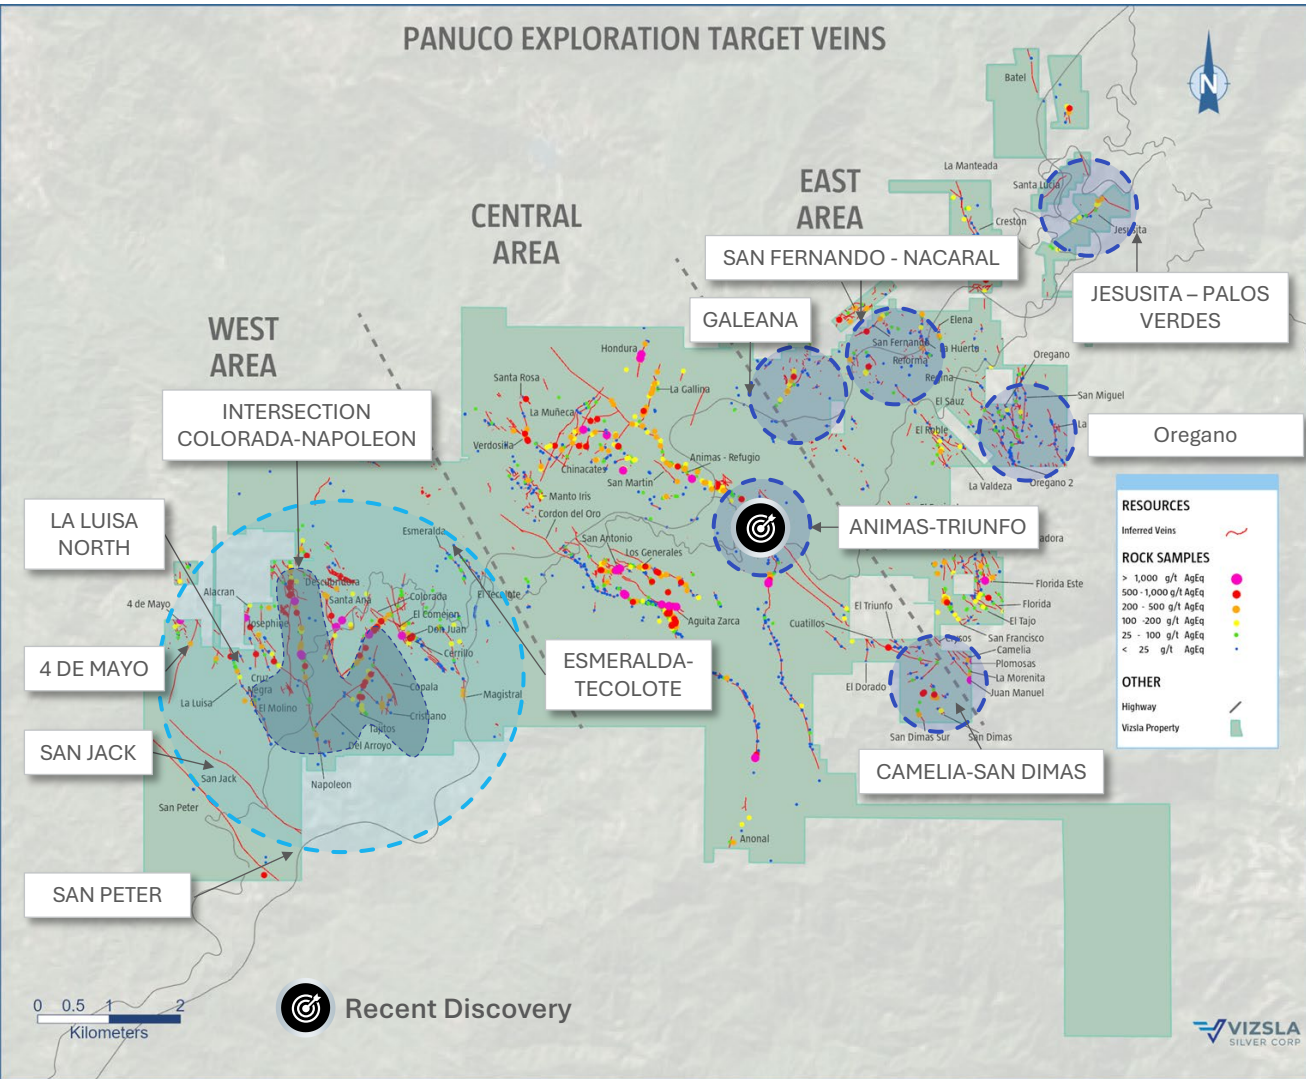 PANUCO EXPLORATION TARGET VEINS
N
Batel
La Manteada
Santa Lucia
Creston
Jesusita
EAST
AREA
CENTRAL
AREA
WEST
AREA
SAN FERNANDO - NACARAL
JESUSITA – PALOS
VERDES
GALEANA
INTERSECTION
COLORADA-NAPOLEON
Oregano
LA LUISA
NORTH
ANIMAS-TRIUNFO
4 DE MAYO
ESMERALDA-
TECOLOTE
SAN JACK
CAMELIA-SAN DIMAS
SAN PETER
Elena
San Fernando
La Huerta
Reforma
Regina
Oregano
San Miguel
La
El Sauz
El Roble
La Valdeza
Oregano 2
Hondura
Santa Rosa
La Gallina
La Muñeca
Verdosilla
Chinacates
Animas - Refugio
San Martin
Manto Iris
Cordon del Oro
San Antonio
Los Generales
Esmeralda
El Tecolote
Aguita Zarca
Cuatillos
El Triunfo
El Dorado
adora
Florida Este
Florida
El Tajo
San Francisco
Camelia
Plomosas
La Morenita
Juan Manuel
San Dimas Sur
San Dimas
4 de Mayo
Alacran
Josephine
Descubridora
Santa Ana
Colorada
El Comejen
Don Juan
Cerrillo
Cruz
Negra
La Luisa
El Molino
Copala
Cristiano
Tajitos
Del Arroyo
Magistral
Napoleon
San Jack
San Peter
Anonal
RESOURCES
Inferred Veins
ROCK SAMPLES
> 1,000 g/t AgEq
500 - 1,000 g/t AgEq
200 - 500 g/t AgEq
100 -200 g/t AgEq
25 - 100 g/t AgEq
< 25 g/t AgEq
OTHER
Highway
Vizsla Property
0 0.5 1 2
Kilometers
Recent Discovery
VIZSLA
SILVER CORP